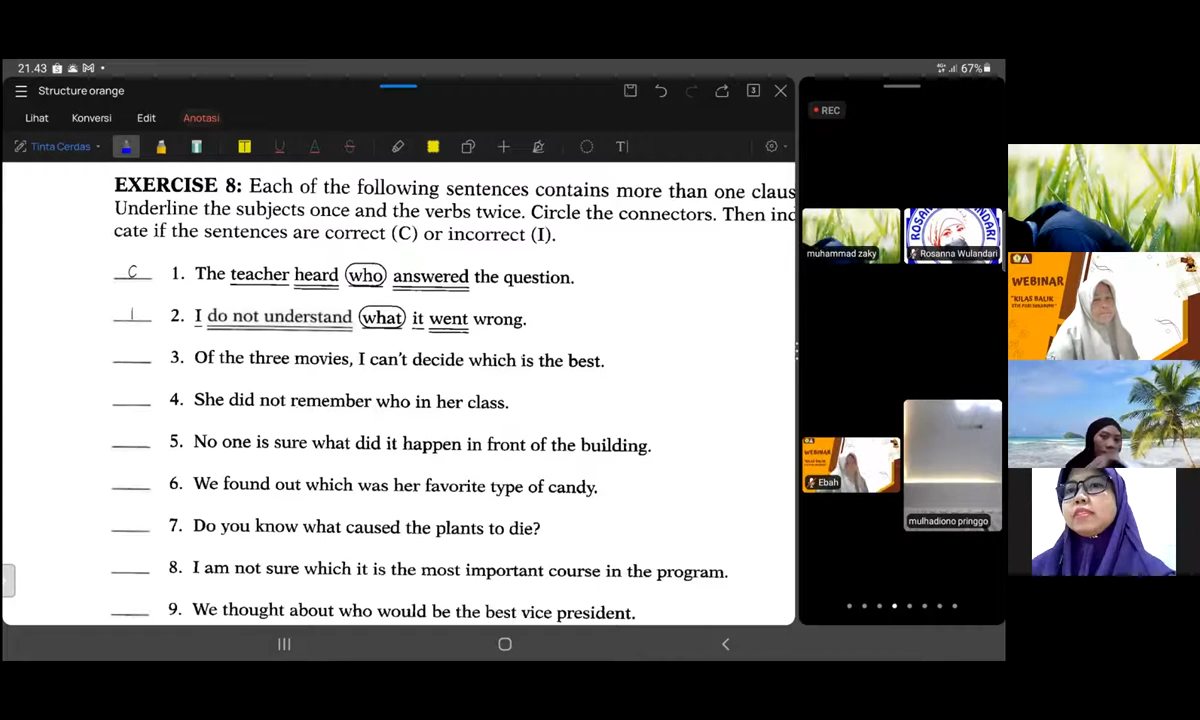 21.43
67%
Structure orange
3
Lihat Konversi Edit Anotasi
Tinta Cerdas
T
U
A
S
T
EXERCISE 8: Each of the following sentences contains more than one claus
Underline the subjects once and the verbs twice. Circle the connectors. Then ind
cate if the sentences are correct (C) or incorrect (I).
C 1. The teacher heard who answered the question.
I 2. I do not understand what it went wrong.
3. Of the three movies, I can't decide which is the best.
4. She did not remember who in her class.
5. No one is sure what did it happen in front of the building.
6. We found out which was her favorite type of candy.
7. Do you know what caused the plants to die?
8. I am not sure which it is the most important course in the program.
9. We thought about who would be the best vice president.
REC
muhammad zaky
Rosanna Wulandari
WEBINAR
Ebah
mulhadiono pringgo
WEBINAR
"KILAS BALIK